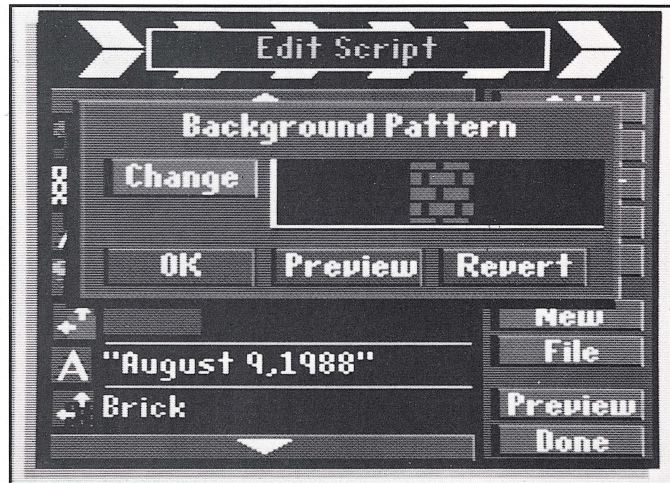 Edit Script
Background Pattern
Change
OK Preview Revert
New
"August 9,1988"
File
Brick
Preview
Done